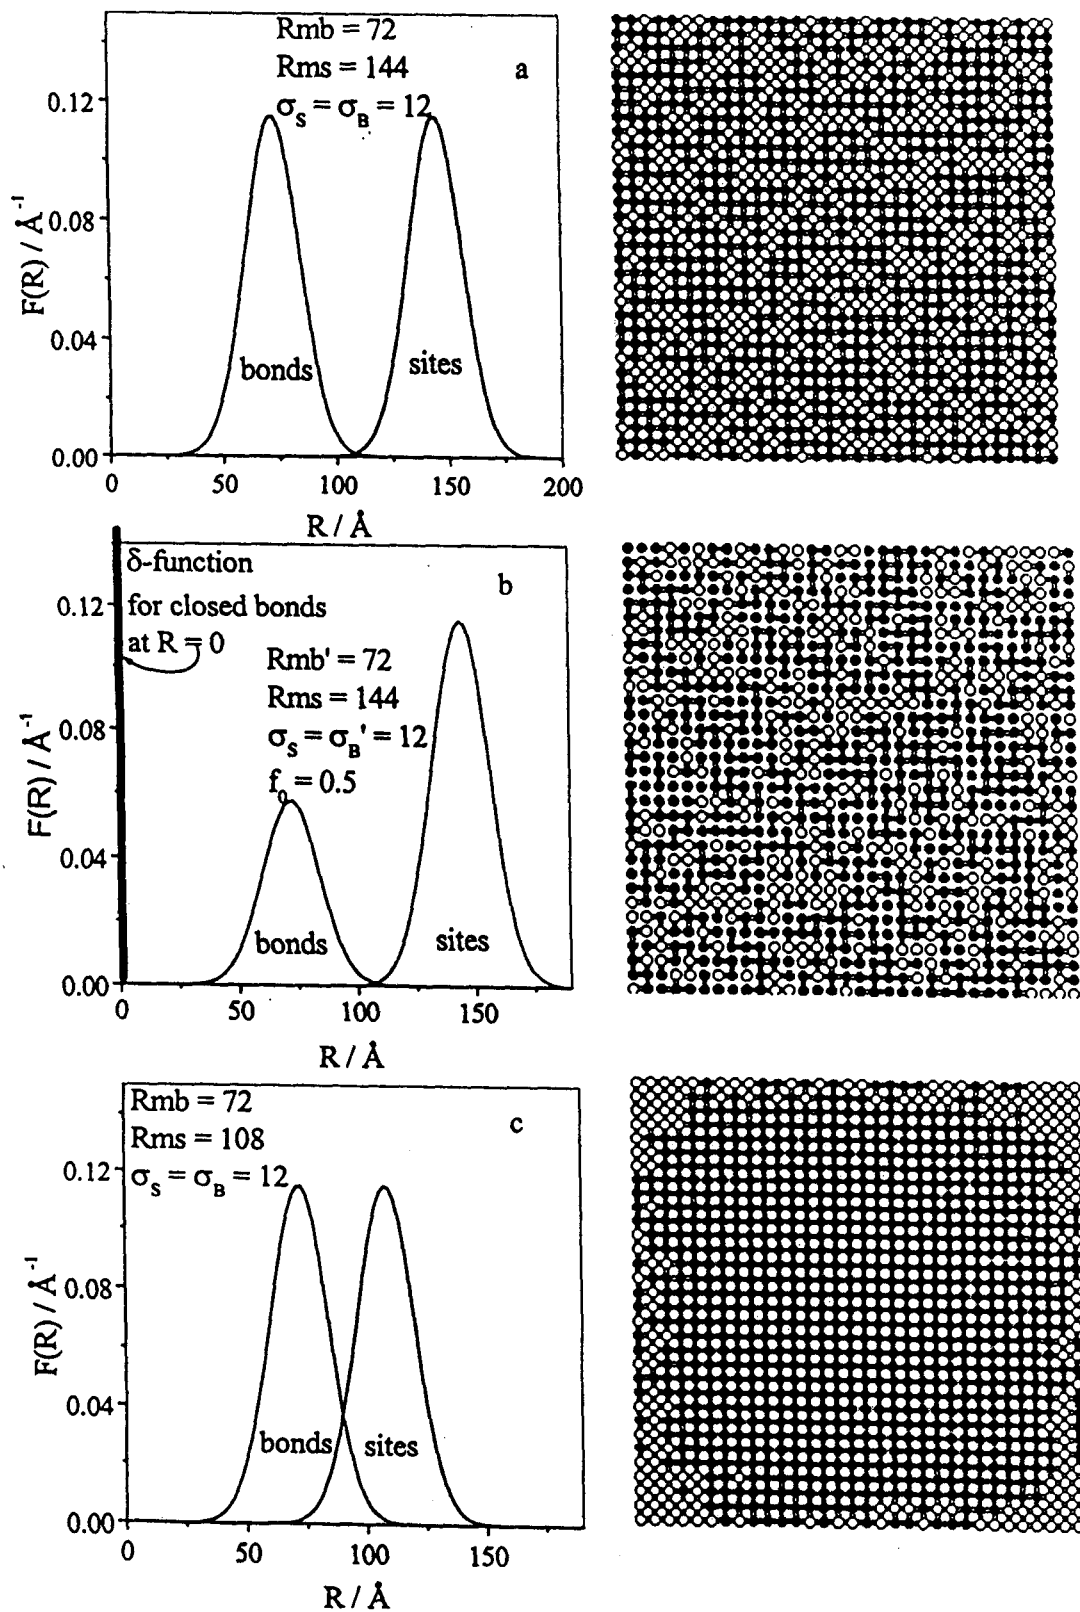 Rmb = 72
Rms = 144
σS = σB = 12
a
0.12
0.08
0.04
0.00
F(R) / Å-1
bonds
sites
0
50
100
150
200
R / Å
δ-function
for closed bonds
at R = 0
b
Rmb' = 72
Rms = 144
σS = σB' = 12
f0 = 0.5
0.12
0.08
0.04
0.00
F(R) / Å-1
bonds
sites
0
50
100
150
R / Å
Rmb = 72
Rms = 108
σS = σB = 12
c
0.12
0.08
0.04
0.00
F(R) / Å-1
bonds
sites
0
50
100
150
R / Å